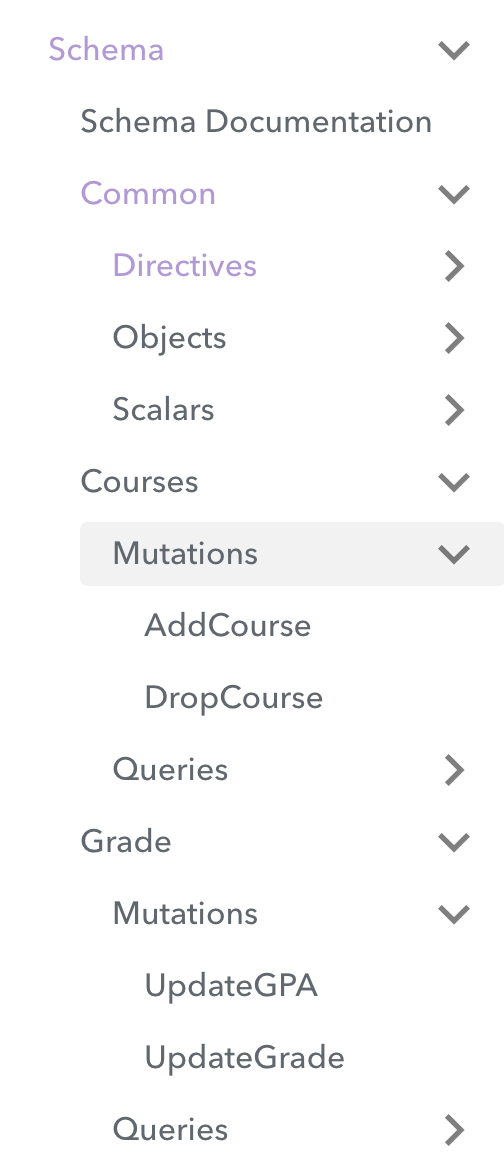 Schema
Schema Documentation
Common
Directives
Objects
Scalars
Courses
Mutations
AddCourse
DropCourse
Queries
Grade
Mutations
UpdateGPA
UpdateGrade
Queries